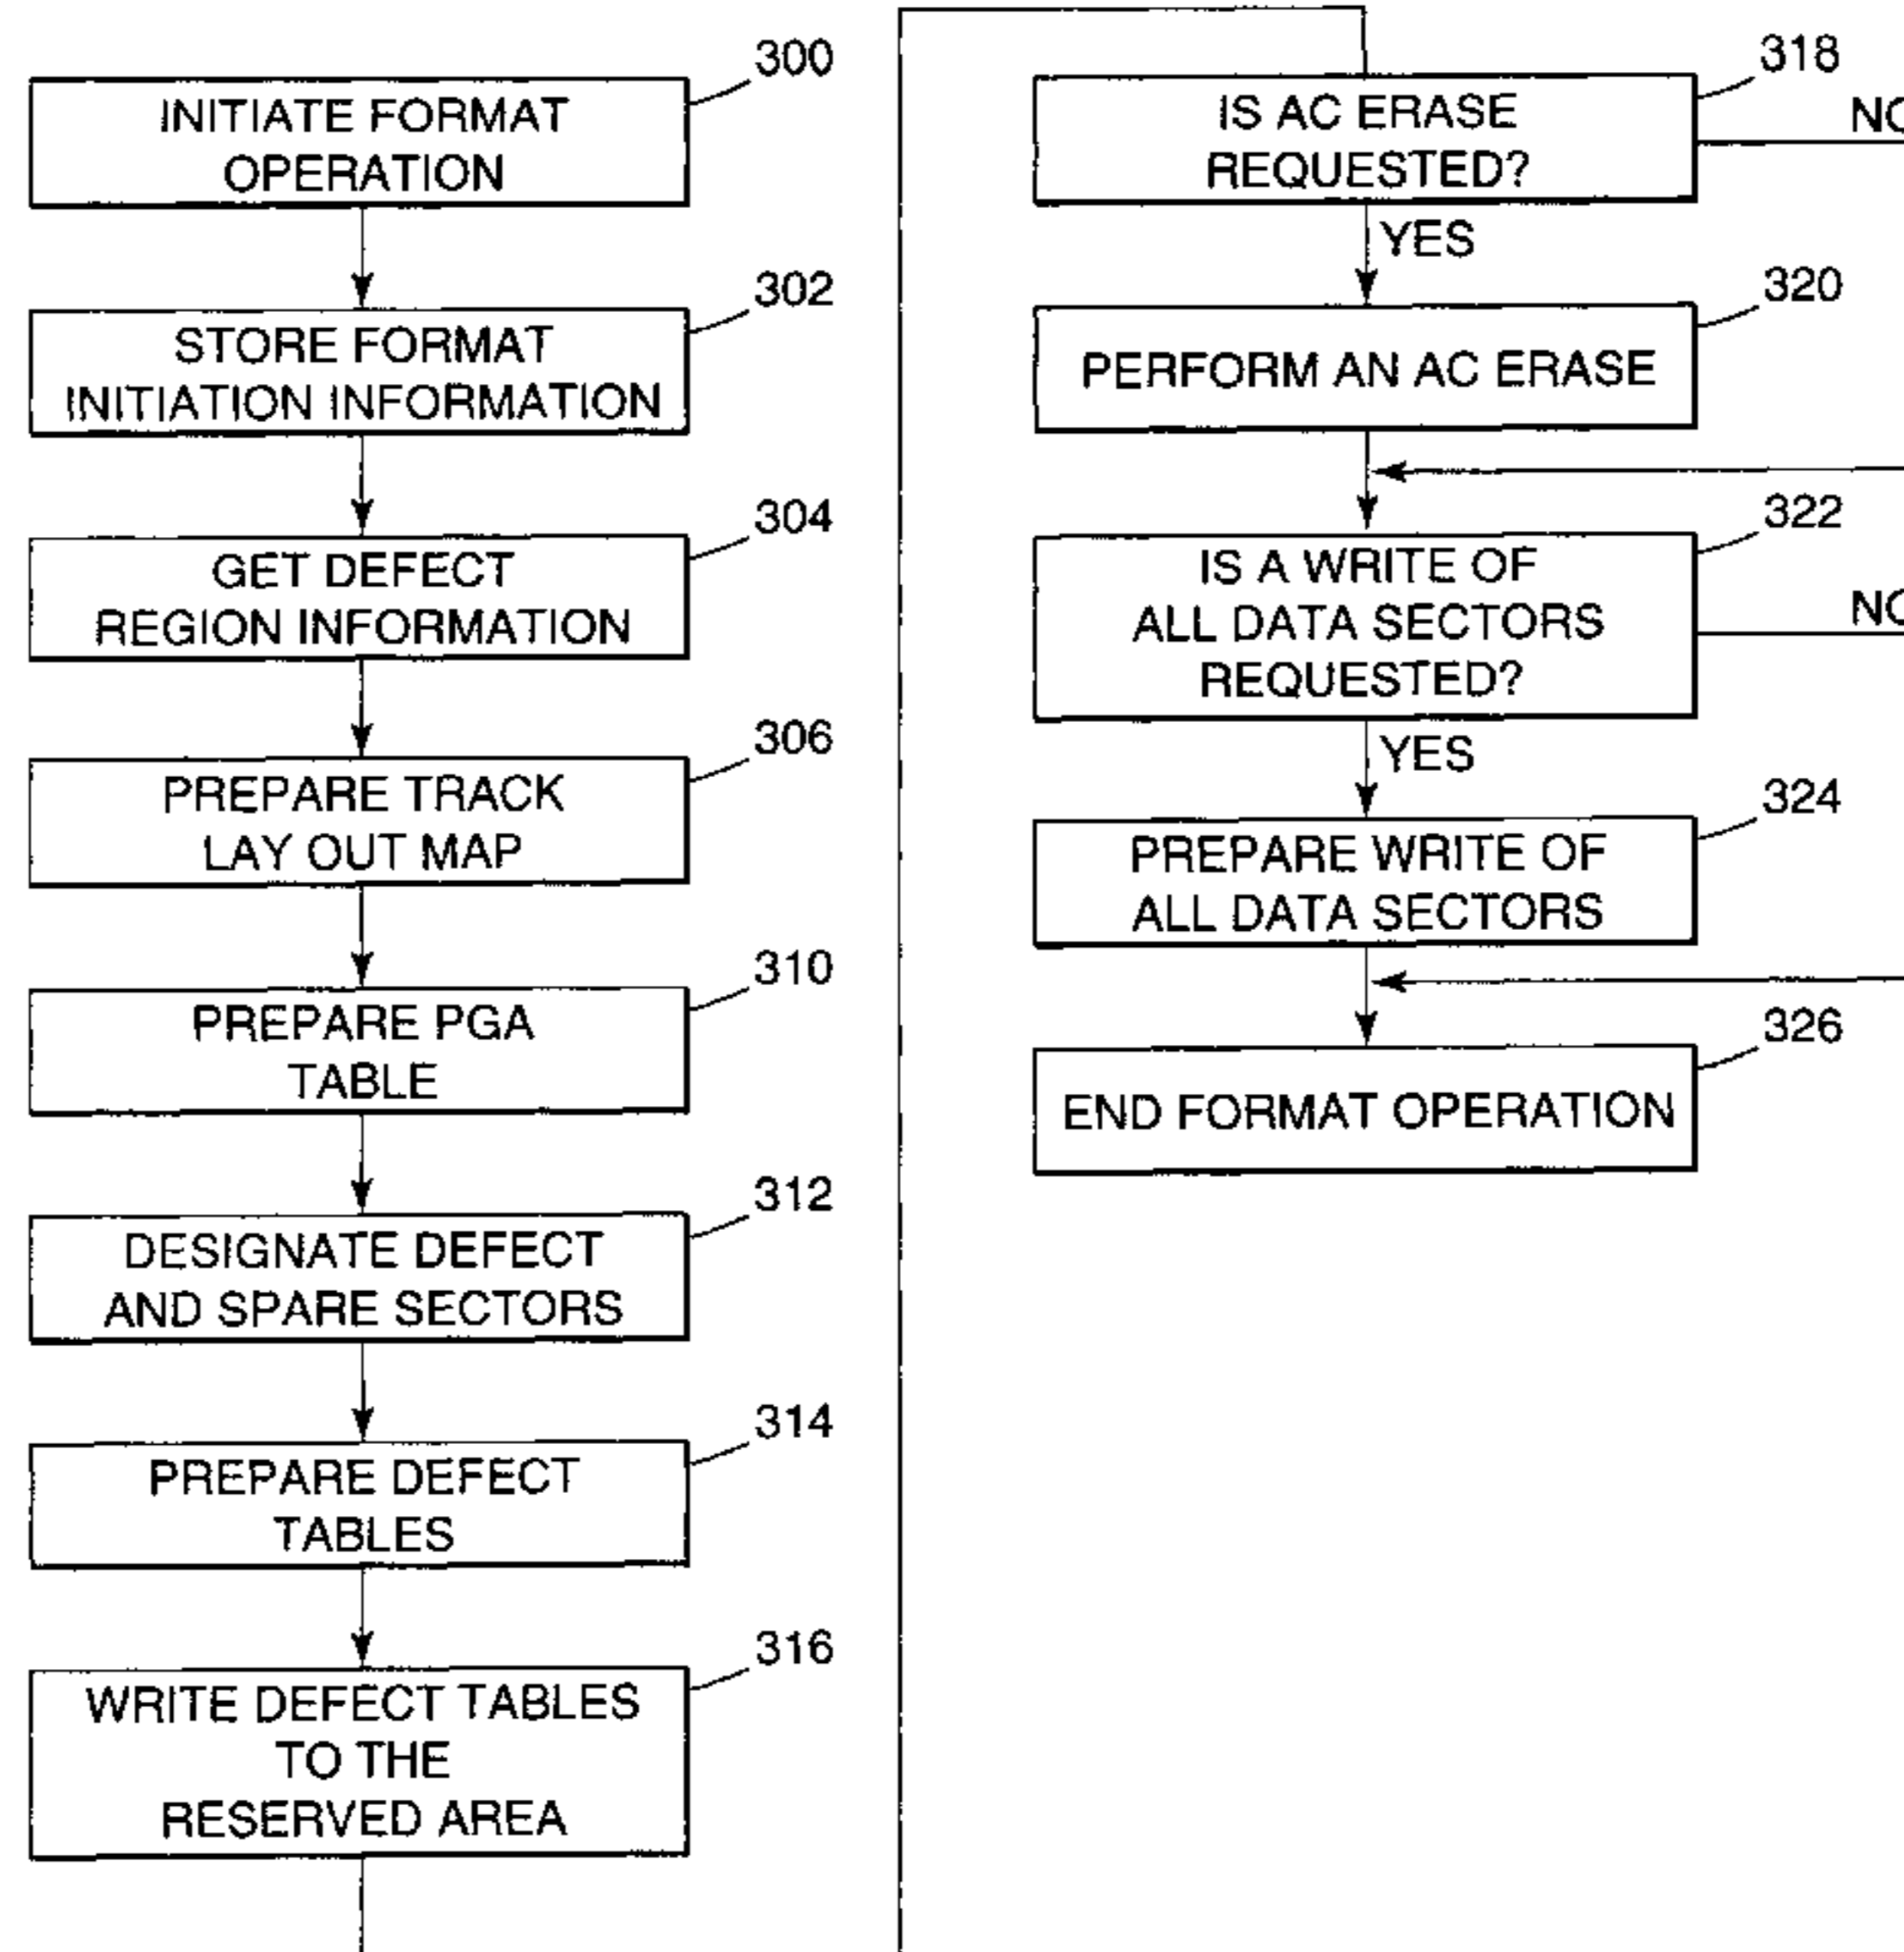 300
INITIATE FORMAT
OPERATION
302
STORE FORMAT
INITIATION INFORMATION
304
GET DEFECT
REGION INFORMATION
306
PREPARE TRACK
LAY OUT MAP
310
PREPARE PGA
TABLE
312
DESIGNATE DEFECT
AND SPARE SECTORS
314
PREPARE DEFECT
TABLES
316
WRITE DEFECT TABLES
TO THE
RESERVED AREA
318
IS AC ERASE
REQUESTED?
NO
YES
320
PERFORM AN AC ERASE
322
IS A WRITE OF
ALL DATA SECTORS
REQUESTED?
NO
YES
324
PREPARE WRITE OF
ALL DATA SECTORS
326
END FORMAT OPERATION